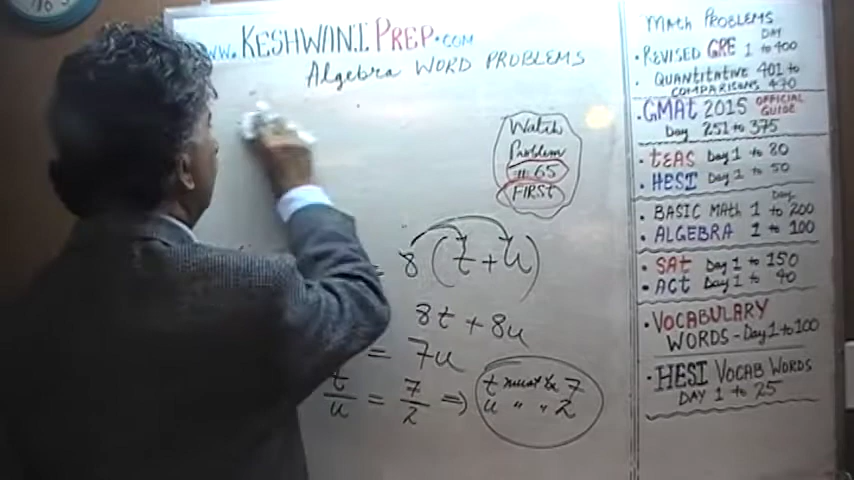 www.KESHWANI PREP.COM
Algebra WORD PROBLEMS
Watch
Problem
# 65
FIRST
= 8 (t + u)
8t + 8u
= 7u
t/u = 7/2 ⇒
t must be 7
u " " 2
Math PROBLEMS
• REVISED GRE DAY 1 to 400
• QUANTITATIVE 401 to
COMPARISONS 470
• GMAT 2015 OFFICIAL GUIDE
Day 251 to 375
• TEAS Day 1 to 80
• HESI Day 1 to 50
Day
• BASIC MATH 1 to 200
• ALGEBRA 1 to 100
• SAT Day 1 to 150
• ACT Day 1 to 90
• VOCABULARY
WORDS - Day 1 to 100
• HESI VOCAB WORDS
DAY 1 to 25